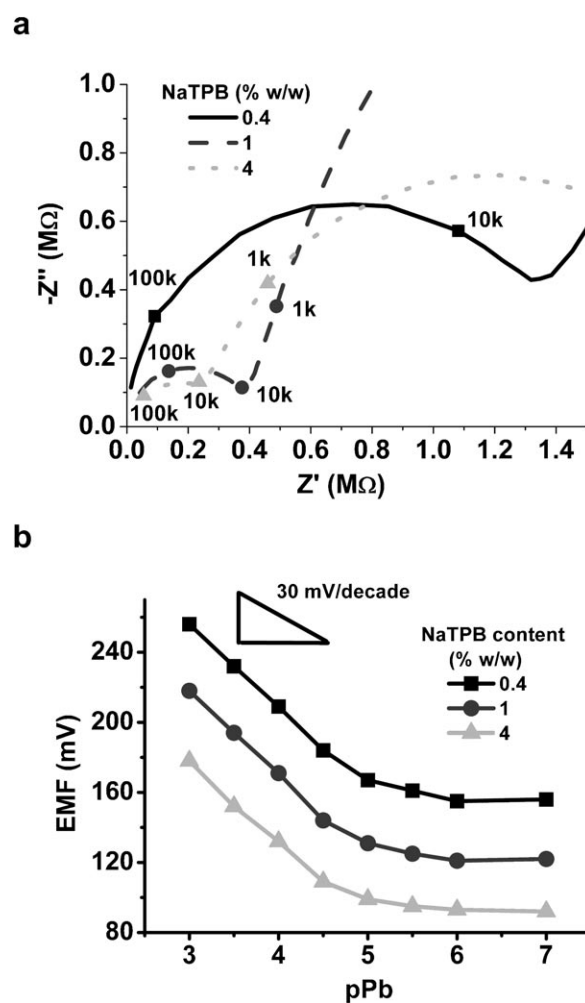 a
NaTPB (% w/w)
0.4
1
4
1.0
0.8
0.6
0.4
0.2
0.0
-Z" (MΩ)
100k
10k
1k
1k
100k
10k
100k
10k
0.0 0.2 0.4 0.6 0.8 1.0 1.2 1.4
Z' (MΩ)
b
30 mV/decade
NaTPB content
(% w/w)
0.4
1
4
240
200
160
120
80
EMF (mV)
3 4 5 6 7
pPb